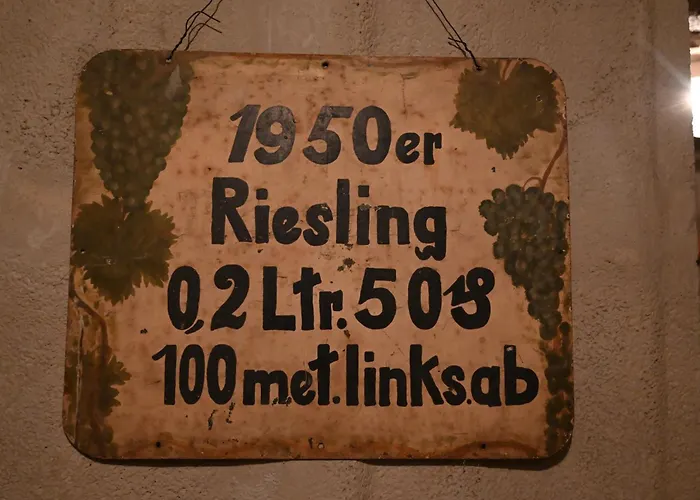 1950er
Riesling
0,2 Ltr. 50 ₰
100 met. links.ab